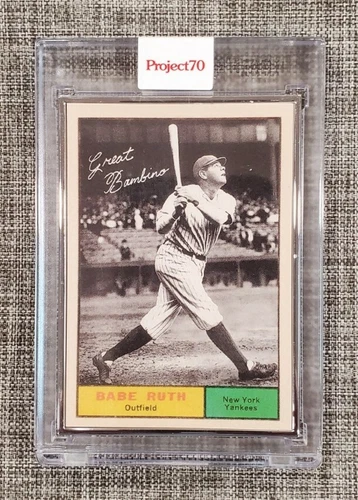 Project70
Great
Bambino
BABE RUTH
Outfield
New York
Yankees